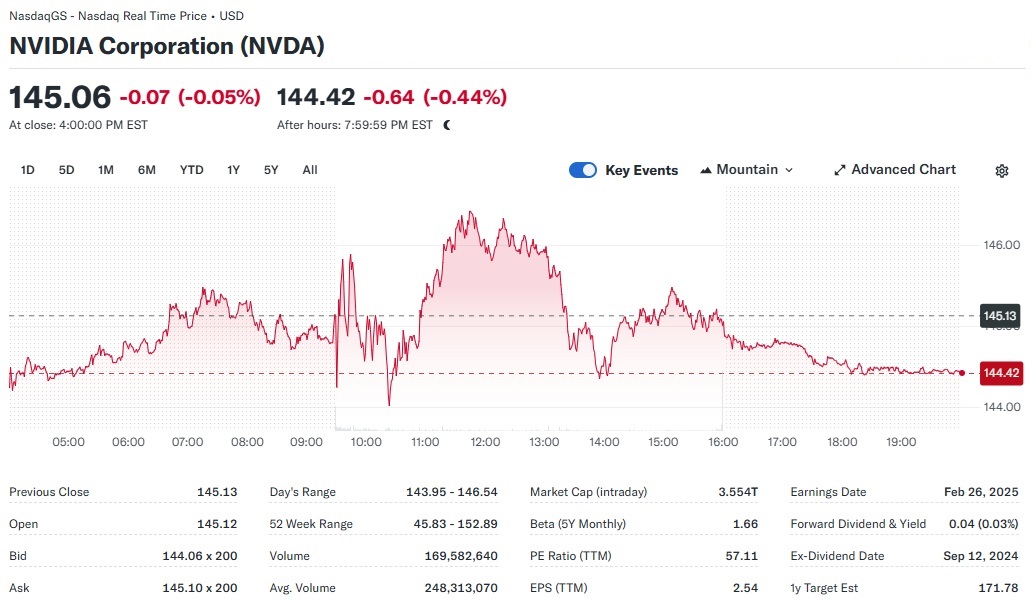 NasdaqGS - Nasdaq Real Time Price • USD
NVIDIA Corporation (NVDA)
145.06 -0.07 (-0.05%) 144.42 -0.64 (-0.44%)
At close: 4:00:00 PM EST After hours: 7:59:59 PM EST
1D 5D 1M 6M YTD 1Y 5Y All Key Events Mountain Advanced Chart
146.00
145.13
144.42
144.00
05:00 06:00 07:00 08:00 09:00 10:00 11:00 12:00 13:00 14:00 15:00 16:00 17:00 18:00 19:00
Previous Close 145.13 Day's Range 143.95 - 146.54 Market Cap (intraday) 3.554T Earnings Date Feb 26, 2025
Open 145.12 52 Week Range 45.83 - 152.89 Beta (5Y Monthly) 1.66 Forward Dividend & Yield 0.04 (0.03%)
Bid 144.06 x 200 Volume 169,582,640 PE Ratio (TTM) 57.11 Ex-Dividend Date Sep 12, 2024
Ask 145.10 x 200 Avg. Volume 248,313,070 EPS (TTM) 2.54 1y Target Est 171.78